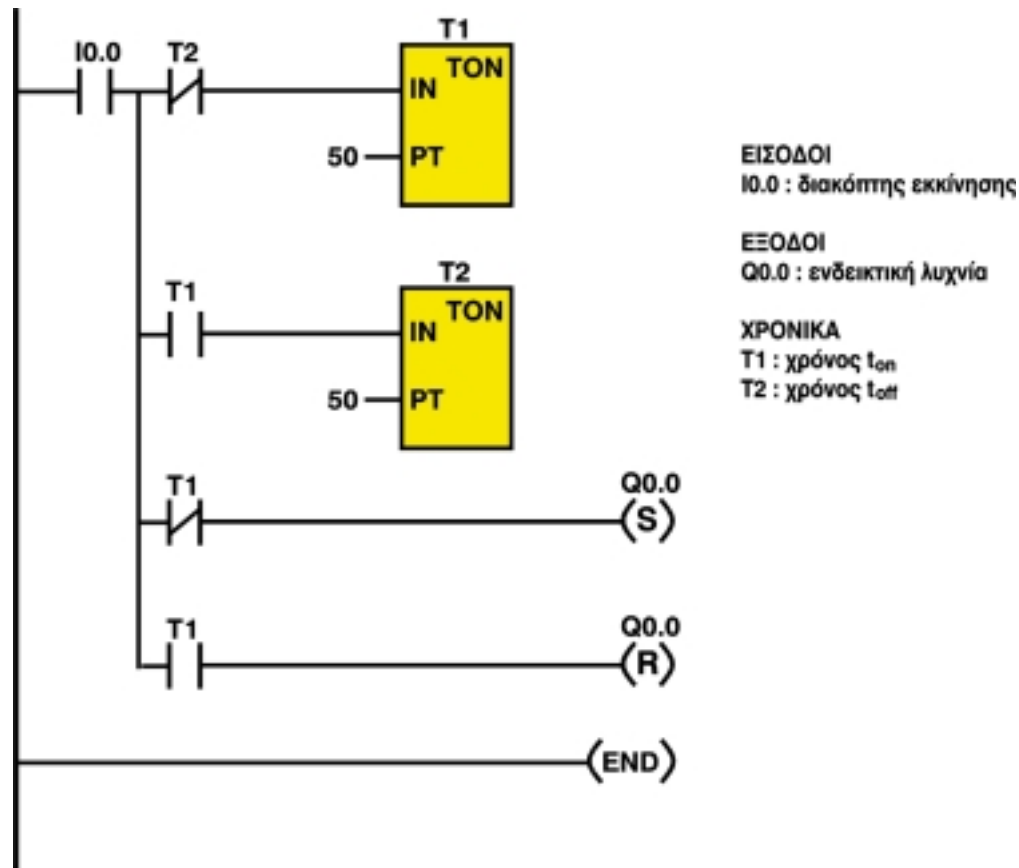 T1
I0.0 T2
TON
IN
50 PT
T2
T1
TON
IN
50 PT
T1 Q0.0
(S)
T1 Q0.0
(R)
(END)
ΕΙΣΟΔΟΙ
I0.0 : διακόπτης εκκίνησης
ΕΞΟΔΟΙ
Q0.0 : ενδεικτική λυχνία
ΧΡΟΝΙΚΑ
T1 : χρόνος ton
T2 : χρόνος toff